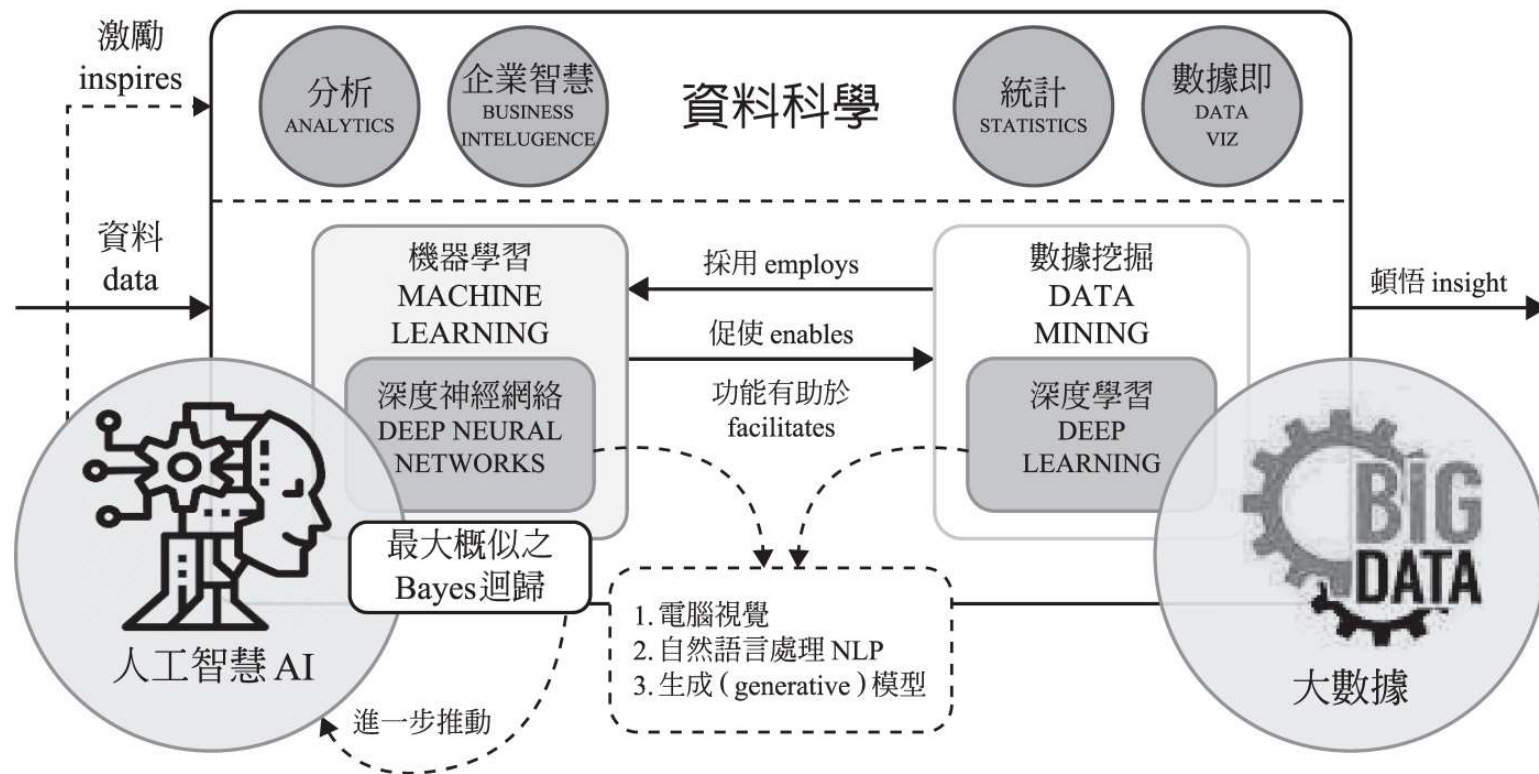 激勵
inspires
分析
ANALYTICS
企業智慧
BUSINESS
INTELUGENCE
資料科學
統計
STATISTICS
數據即
DATA
VIZ
資料
data
機器學習
MACHINE
LEARNING
採用 employs
促使 enables
功能有助於
facilitates
數據挖掘
DATA
MINING
頓悟 insight
深度神經網絡
DEEP NEURAL
NETWORKS
深度學習
DEEP
LEARNING
BIG
DATA
最大概似之
Bayes 迴歸
1. 電腦視覺
2. 自然語言處理 NLP
3. 生成 ( generative ) 模型
人工智慧 AI
大數據
進一步推動